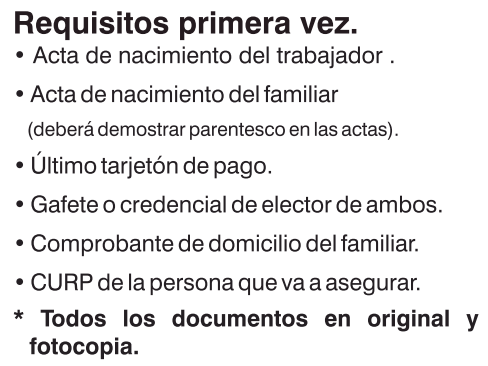 Requisitos primera vez.
• Acta de nacimiento del trabajador .
• Acta de nacimiento del familiar
(deberá demostrar parentesco en las actas).
• Último tarjetón de pago.
• Gafete o credencial de elector de ambos.
• Comprobante de domicilio del familiar.
• CURP de la persona que va a asegurar.
* Todos los documentos en original y
fotocopia.